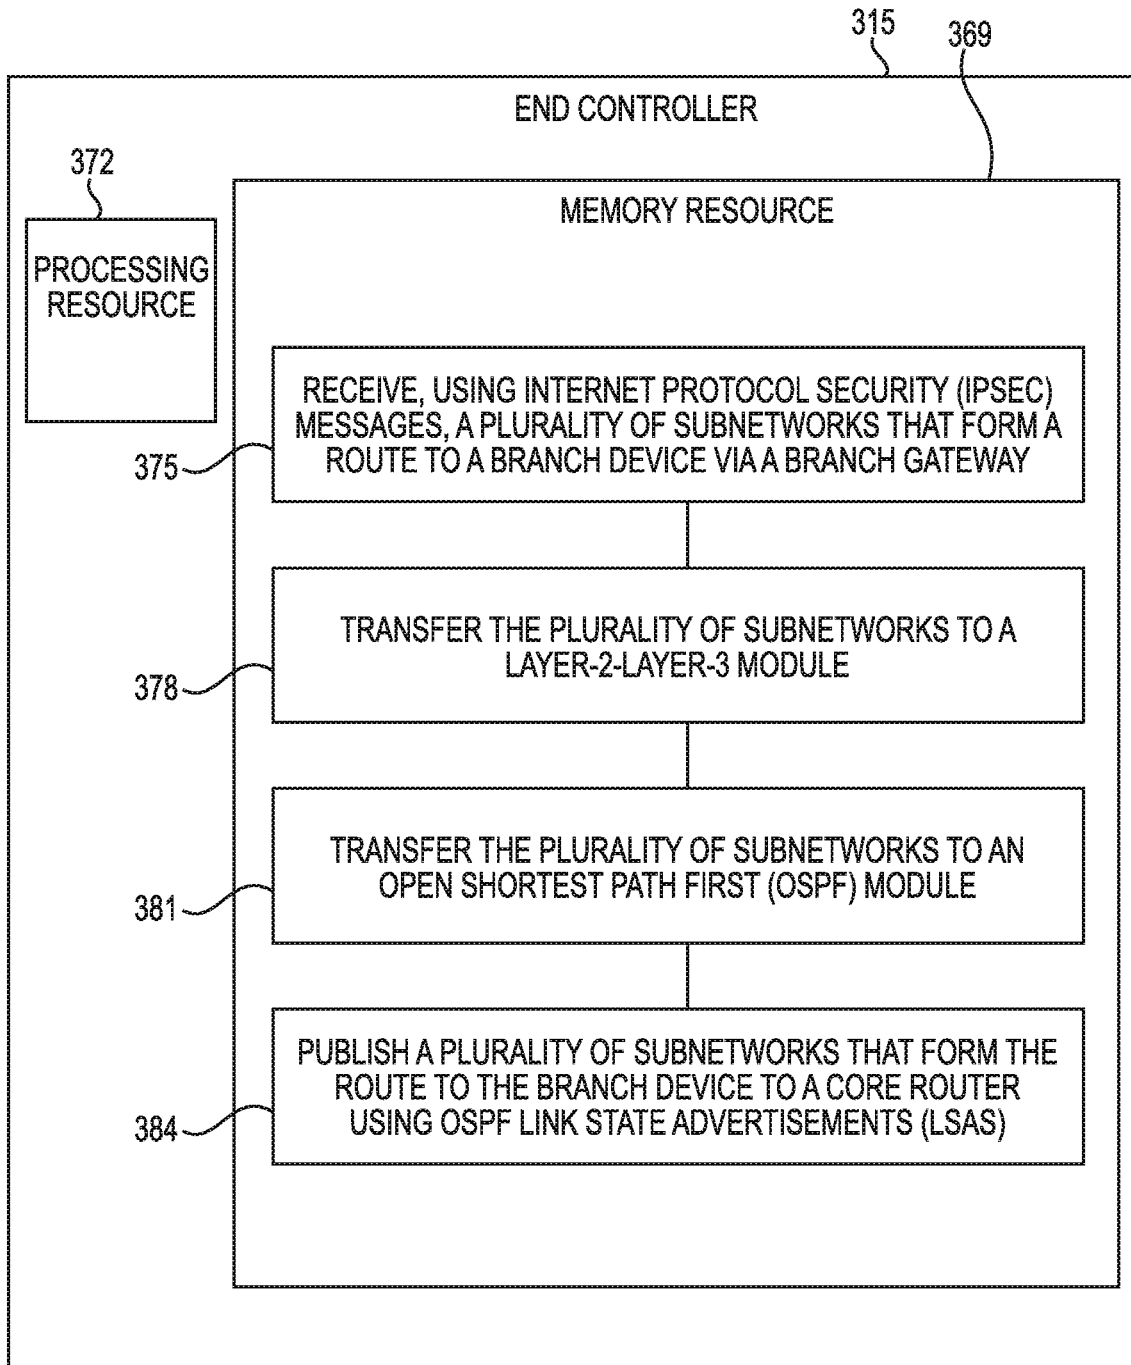 315
369
END CONTROLLER
372
MEMORY RESOURCE
PROCESSING
RESOURCE
RECEIVE, USING INTERNET PROTOCOL SECURITY (IPSEC)
MESSAGES, A PLURALITY OF SUBNETWORKS THAT FORM A
ROUTE TO A BRANCH DEVICE VIA A BRANCH GATEWAY
375
TRANSFER THE PLURALITY OF SUBNETWORKS TO A
LAYER-2-LAYER-3 MODULE
378
TRANSFER THE PLURALITY OF SUBNETWORKS TO AN
OPEN SHORTEST PATH FIRST (OSPF) MODULE
381
PUBLISH A PLURALITY OF SUBNETWORKS THAT FORM THE
ROUTE TO THE BRANCH DEVICE TO A CORE ROUTER
USING OSPF LINK STATE ADVERTISEMENTS (LSAS)
384